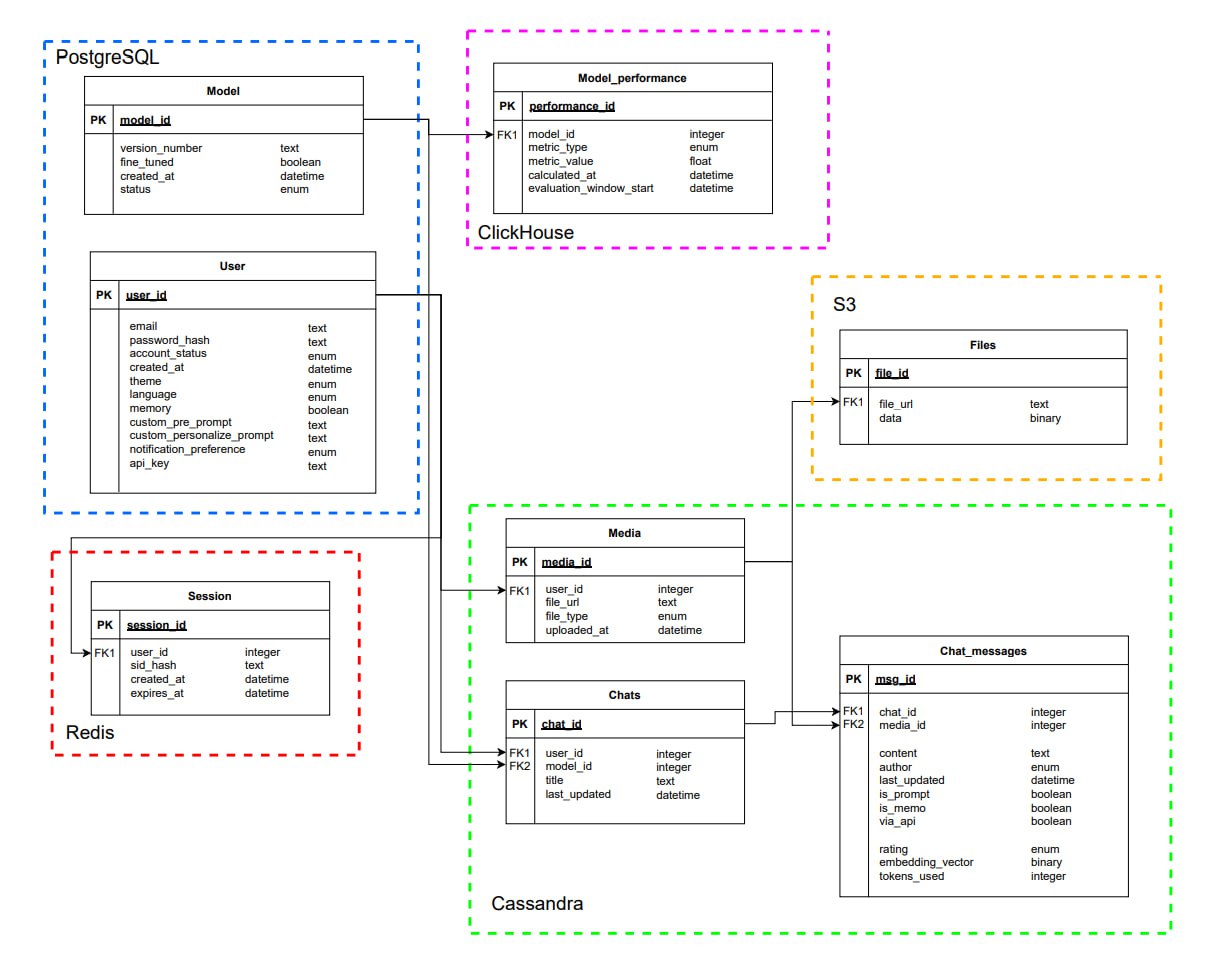 PostgreSQL
Model
PK model_id
version_number text
fine_tuned boolean
created_at datetime
status enum
User
PK user_id
email text
password_hash text
account_status enum
created_at datetime
theme enum
language enum
memory boolean
custom_pre_prompt text
custom_personalize_prompt text
notification_preference enum
api_key text
Model_performance
PK performance_id
FK1 model_id integer
metric_type enum
metric_value float
calculated_at datetime
evaluation_window_start datetime
ClickHouse
S3
Files
PK file_id
FK1
file_url text
data binary
Session
PK session_id
FK1 user_id integer
sid_hash text
created_at datetime
expires_at datetime
Redis
Media
PK media_id
FK1 user_id integer
file_url text
file_type enum
uploaded_at datetime
Chats
PK chat_id
FK1 user_id integer
FK2 model_id integer
title text
last_updated datetime
Chat_messages
PK msg_id
FK1 chat_id integer
FK2 media_id integer
content text
author enum
last_updated datetime
is_prompt boolean
is_memo boolean
via_api boolean
rating enum
embedding_vector binary
tokens_used integer
Cassandra